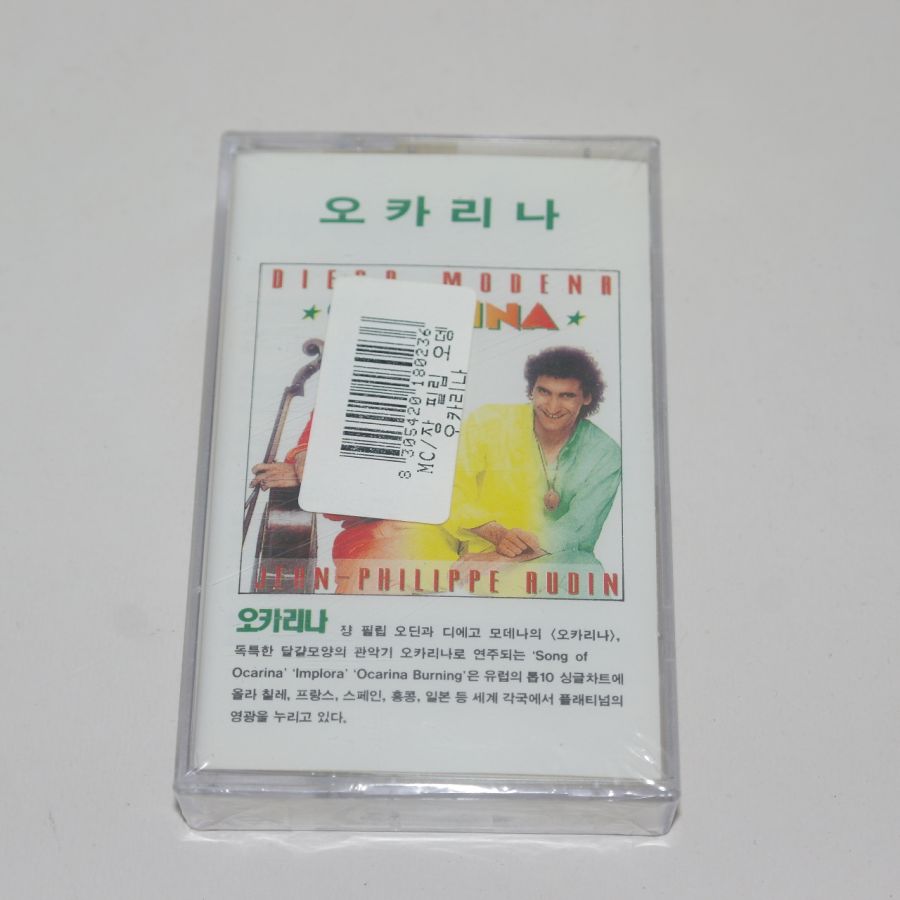 오카리나
DIEGO MODENA
INA
8 305420 180236
MC/장 필립 오뎅
오카리나
JEAN-PHILIPPE AUDIN
오카리나 쟝 필립 오딘과 디에고 모데나의 〈오카리나〉,
독특한 달걀모양의 관악기 오카리나로 연주되는 'Song of
Ocarina' 'Implora' 'Ocarina Burning'은 유럽의 톱10 싱글차트에
올라 칠레, 프랑스, 스페인, 홍콩, 일본 등 세계 각국에서 플래티넘의
영광을 누리고 있다.